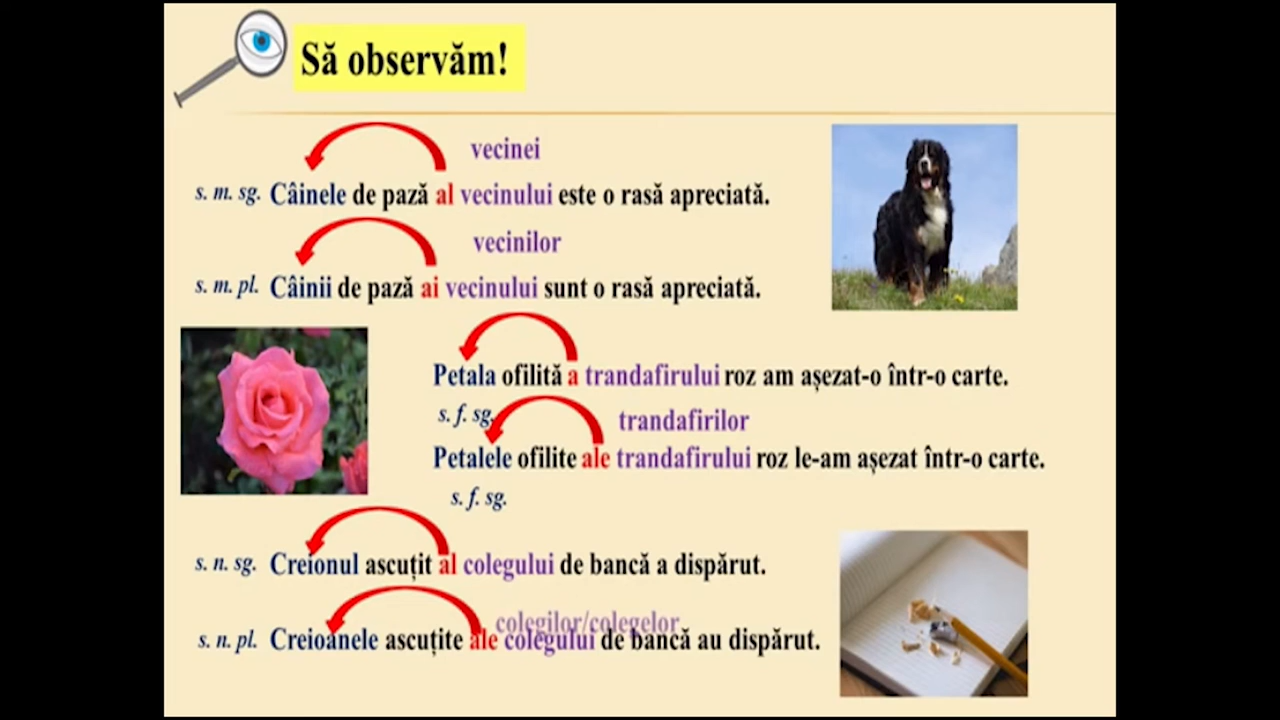 Să observăm!
vecinei
s. m. sg. Câinele de pază al vecinului este o rasă apreciată.
vecinilor
s. m. pl. Câinii de pază ai vecinului sunt o rasă apreciată.
Petala ofilită a trandafirului roz am așezat-o într-o carte.
s. f. sg.
trandafirilor
Petalele ofilite ale trandafirului roz le-am așezat într-o carte.
s. f. sg.
s. n. sg. Creionul ascuțit al colegului de bancă a dispărut.
colegilor/colegelor
s. n. pl. Creioanele ascuțite ale colegului de bancă au dispărut.